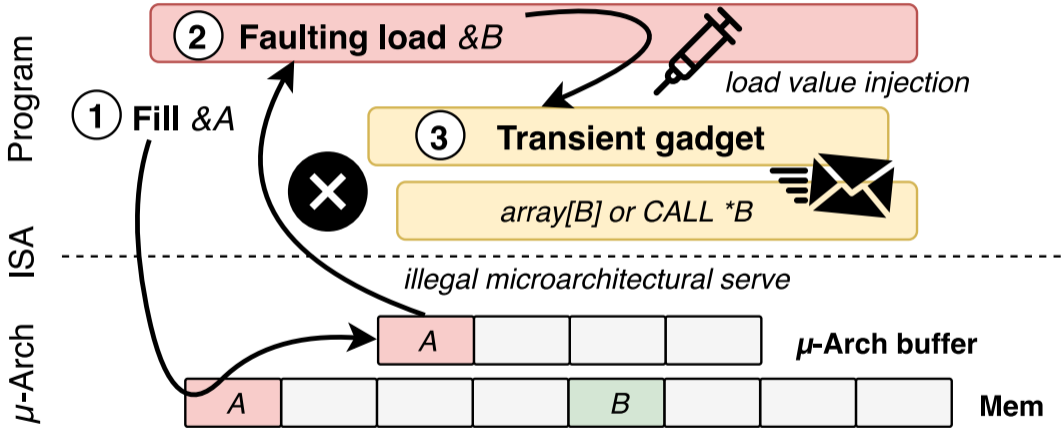 Program
ISA
μ-Arch
2 Faulting load &B
load value injection
1 Fill &A
3 Transient gadget
array[B] or CALL *B
illegal microarchitectural serve
A
μ-Arch buffer
A
B
Mem